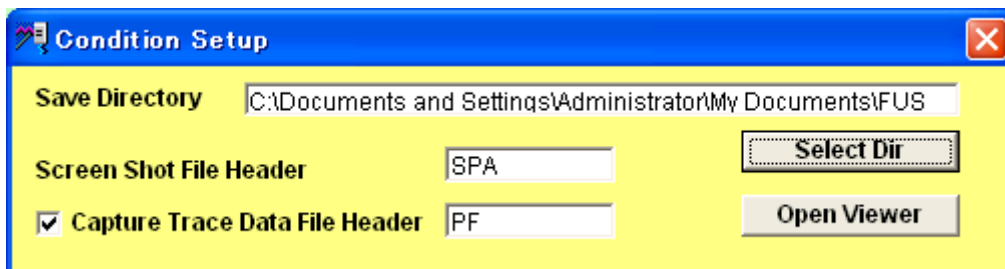 Condition Setup
Save Directory C:\Documents and Settings\Administrator\My Documents\FUS
Select Dir
Screen Shot File Header SPA
Capture Trace Data File Header PF
Open Viewer